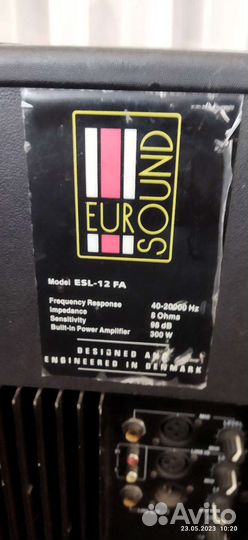 EURO SOUND
Model ESL-12 FA
Frequency Response 40-20000 Hz
Impedance 8 Ohms
Sensitivity 96 dB
Built-in Power Amplifier 300 W
DESIGNED AND
ENGINEERED IN DENMARK
23.05.2023 10:20
Avito